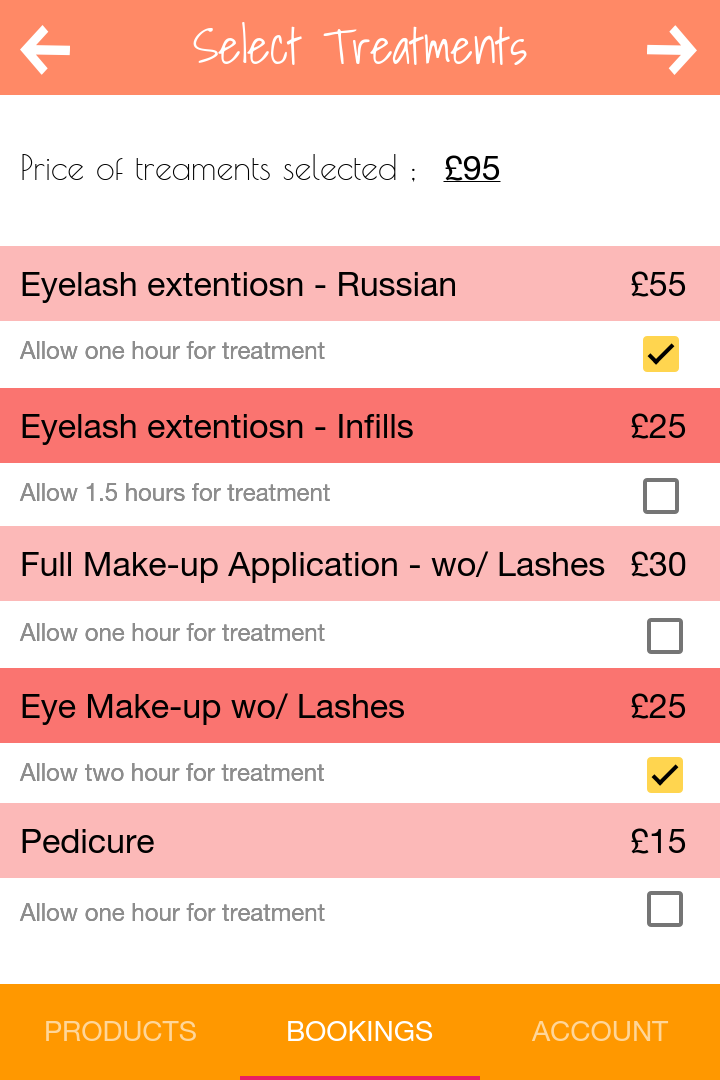 Select Treatments
Price of treaments selected ; £95
Eyelash extentiosn - Russian £55
Allow one hour for treatment
Eyelash extentiosn - Infills £25
Allow 1.5 hours for treatment
Full Make-up Application - wo/ Lashes £30
Allow one hour for treatment
Eye Make-up wo/ Lashes £25
Allow two hour for treatment
Pedicure £15
Allow one hour for treatment
PRODUCTS BOOKINGS ACCOUNT